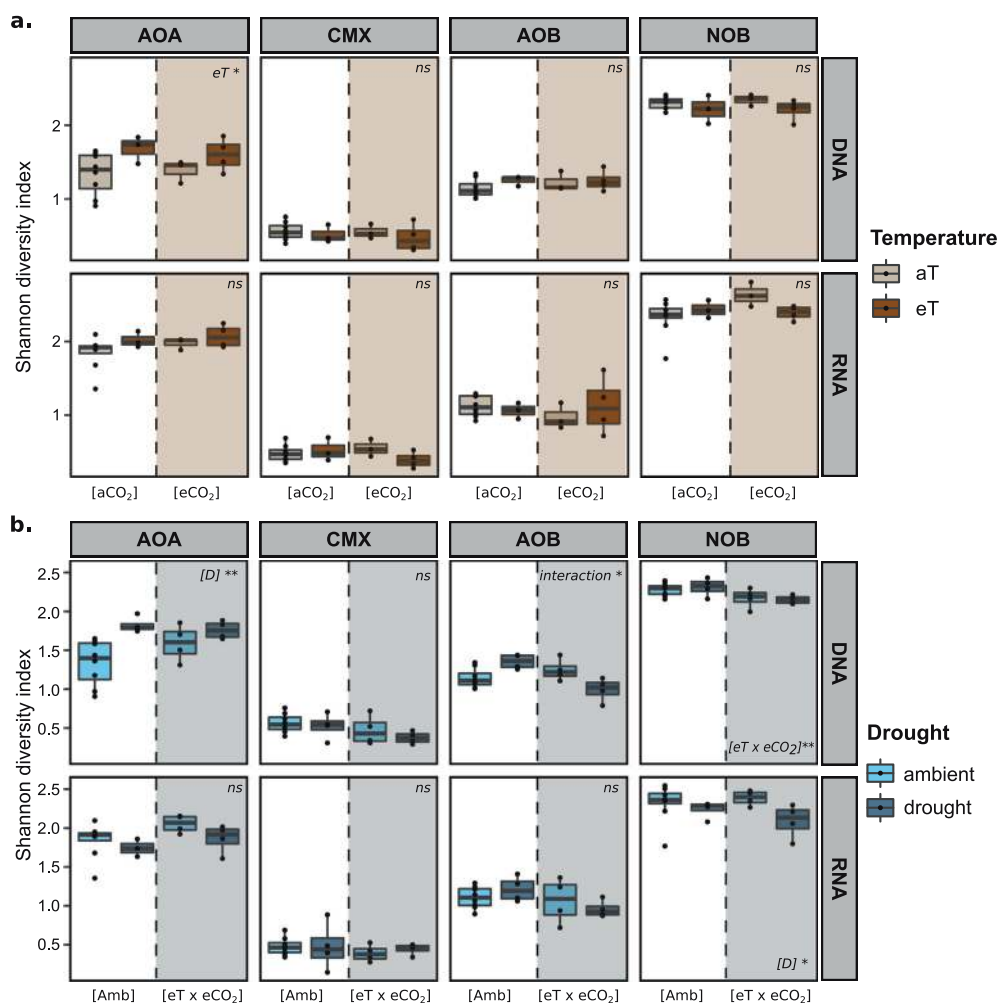 a.
AOA CMX AOB NOB
eT * ns ns ns
DNA
2
1
Shannon diversity index
ns ns ns ns
RNA
2
1
[aCO₂] [eCO₂] [aCO₂] [eCO₂] [aCO₂] [eCO₂] [aCO₂] [eCO₂]
Temperature
aT
eT
b.
AOA CMX AOB NOB
[D] ** ns interaction * [eT x eCO₂]**
DNA
2.5
2.0
1.5
1.0
0.5
Shannon diversity index
ns ns ns [D] *
RNA
2.5
2.0
1.5
1.0
0.5
[Amb] [eT x eCO₂] [Amb] [eT x eCO₂] [Amb] [eT x eCO₂] [Amb] [eT x eCO₂]
Drought
ambient
drought